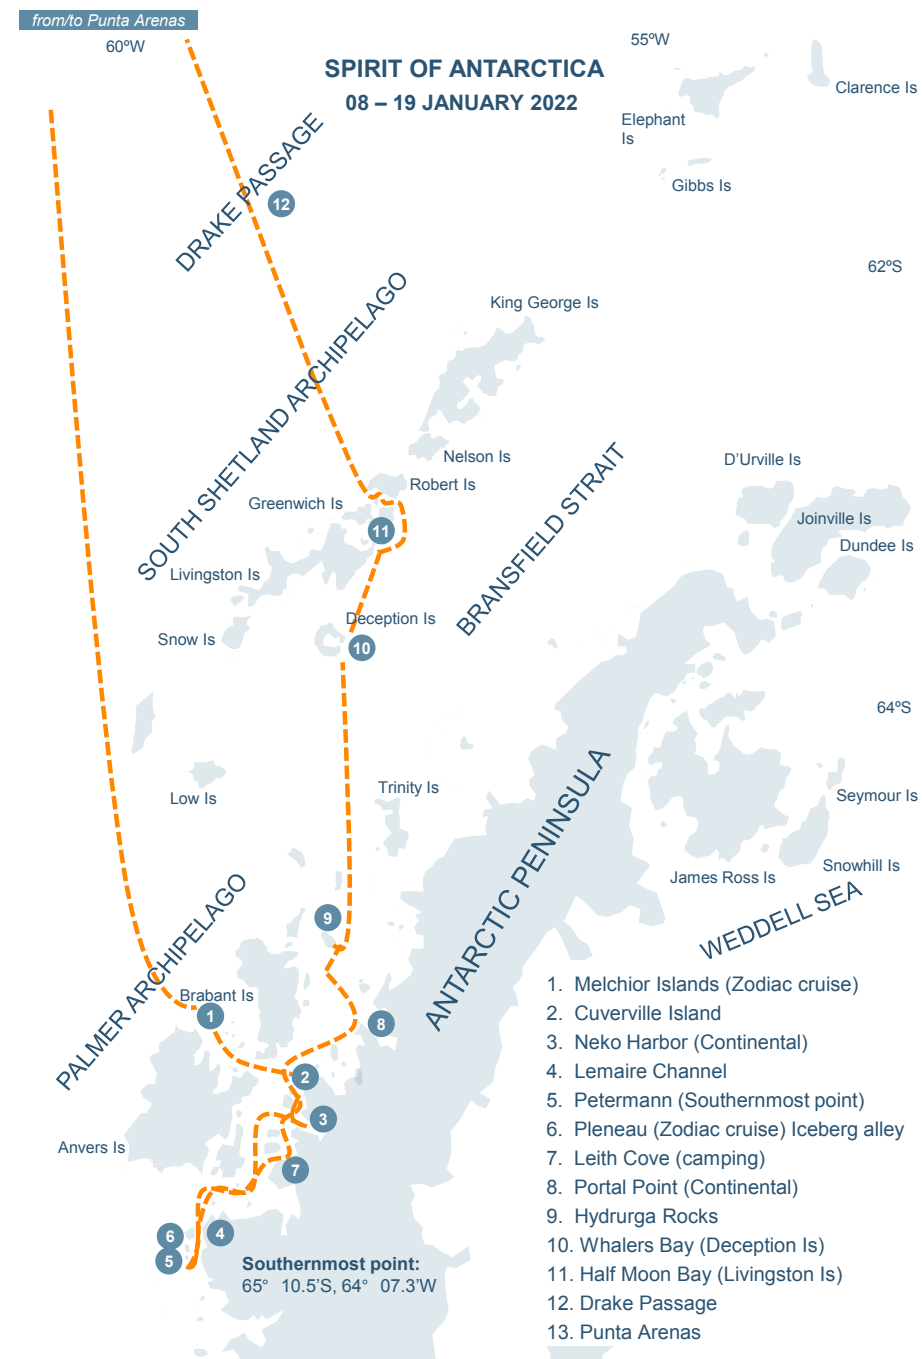 from/to Punta Arenas
60ºW
55ºW
SPIRIT OF ANTARCTICA
08 – 19 JANUARY 2022
Clarence Is
Elephant
Is
Gibbs Is
DRAKE PASSAGE
12
62ºS
King George Is
SOUTH SHETLAND ARCHIPELAGO
Nelson Is
Robert Is
Greenwich Is
11
Livingston Is
BRANSFIELD STRAIT
D'Urville Is
Joinville Is
Dundee Is
Deception Is
Snow Is
10
64ºS
Trinity Is
Low Is
Seymour Is
Snowhill Is
James Ross Is
ANTARCTIC PENINSULA
WEDDELL SEA
PALMER ARCHIPELAGO
9
Brabant Is
1
8
2
3
Anvers Is
7
6
4
5
Southernmost point:
65° 10.5'S, 64° 07.3'W
1. Melchior Islands (Zodiac cruise)
2. Cuverville Island
3. Neko Harbor (Continental)
4. Lemaire Channel
5. Petermann (Southernmost point)
6. Pleneau (Zodiac cruise) Iceberg alley
7. Leith Cove (camping)
8. Portal Point (Continental)
9. Hydrurga Rocks
10. Whalers Bay (Deception Is)
11. Half Moon Bay (Livingston Is)
12. Drake Passage
13. Punta Arenas